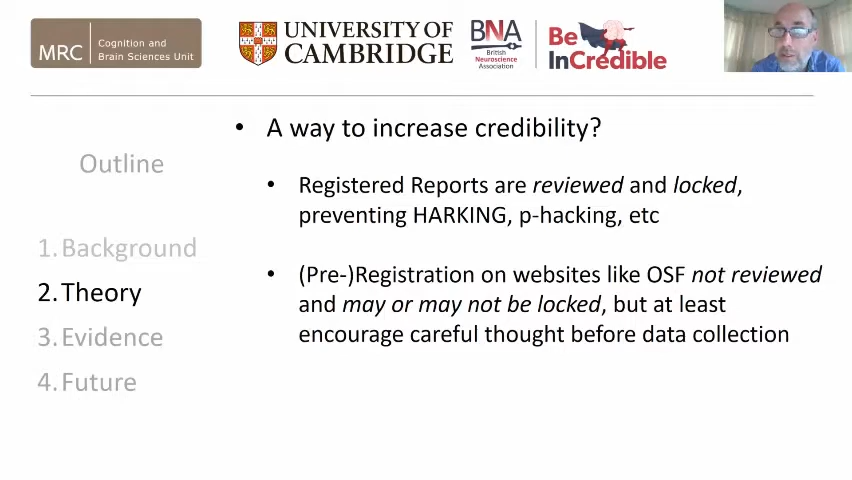 MRC
Cognition and
Brain Sciences Unit
UNIVERSITY OF
CAMBRIDGE
BNA
British
Neuroscience
Association
Be
InCredible
• A way to increase credibility?
Outline
• Registered Reports are reviewed and locked,
preventing HARKING, p-hacking, etc
1. Background
2. Theory
3. Evidence
4. Future
• (Pre-)Registration on websites like OSF not reviewed
and may or may not be locked, but at least
encourage careful thought before data collection